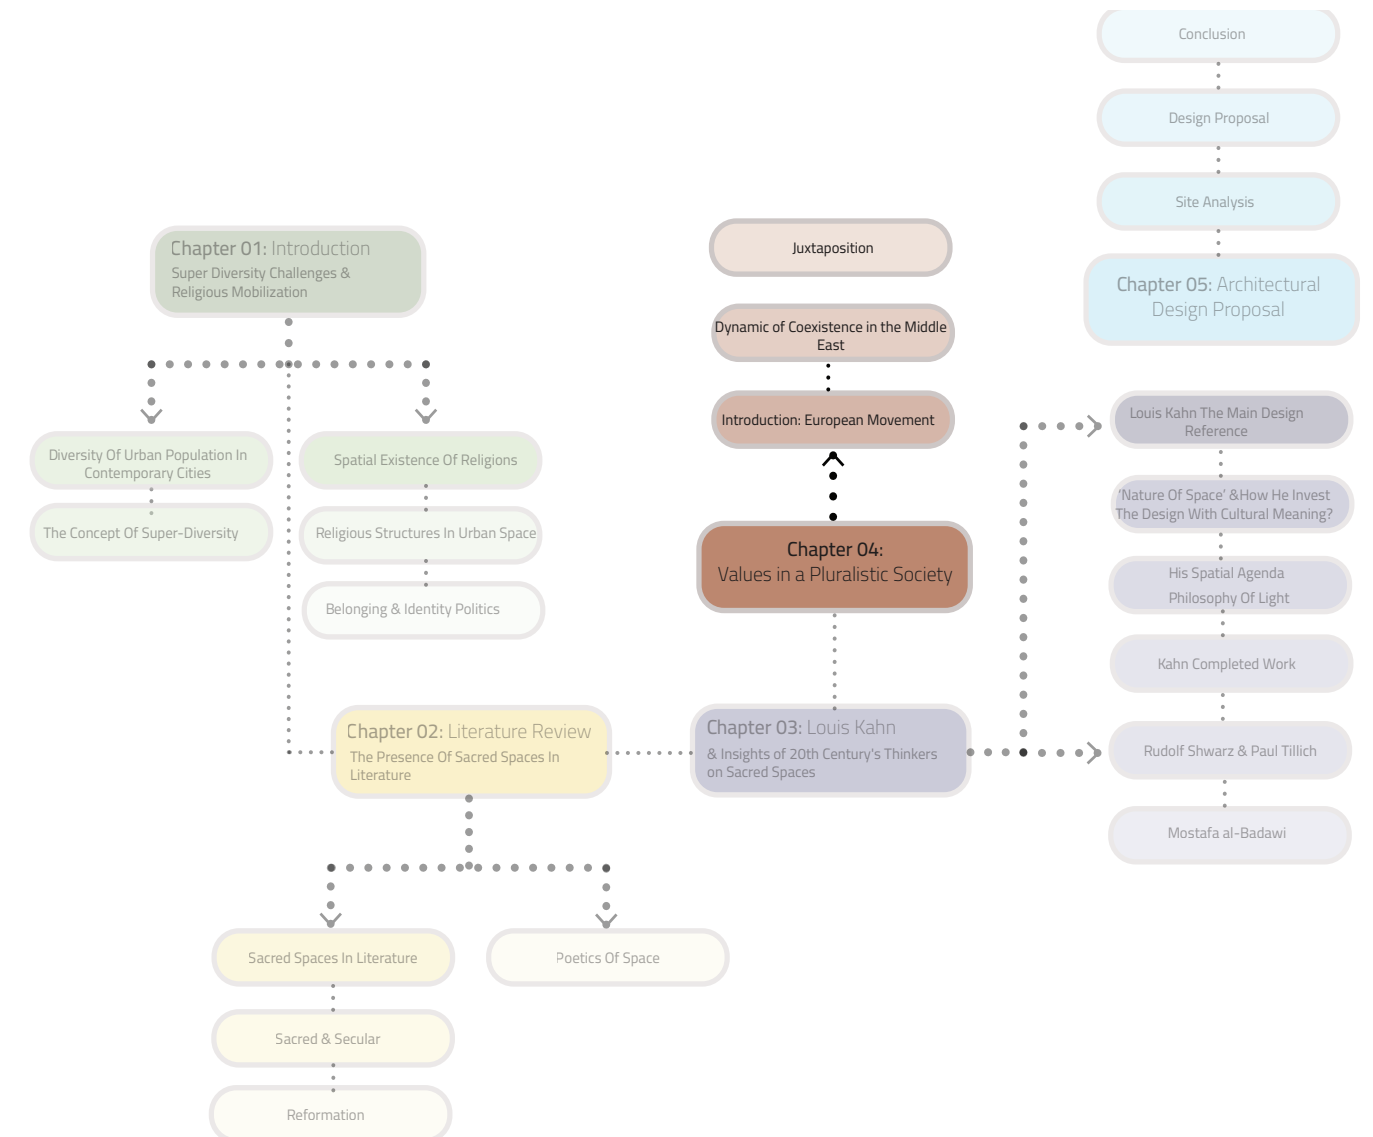 Conclusion
Design Proposal
Site Analysis
Chapter 05: Architectural
Design Proposal
Chapter 01: Introduction
Super Diversity Challenges &
Religious Mobilization
Diversity Of Urban Population In
Contemporary Cities
The Concept Of Super-Diversity
Spatial Existence Of Religions
Religious Structures In Urban Space
Belonging & Identity Politics
Juxtaposition
Dynamic of Coexistence in the Middle
East
Introduction: European Movement
Chapter 04:
Values in a Pluralistic Society
Louis Kahn The Main Design
Reference
'Nature Of Space' &How He Invest
The Design With Cultural Meaning?
His Spatial Agenda
Philosophy Of Light
Kahn Completed Work
Rudolf Shwarz & Paul Tillich
Mostafa al-Badawi
Chapter 02: Literature Review
The Presence Of Sacred Spaces In
Literature
Chapter 03: Louis Kahn
& Insights of 20th Century's Thinkers
on Sacred Spaces
Sacred Spaces In Literature
Sacred & Secular
Reformation
Poetics Of Space